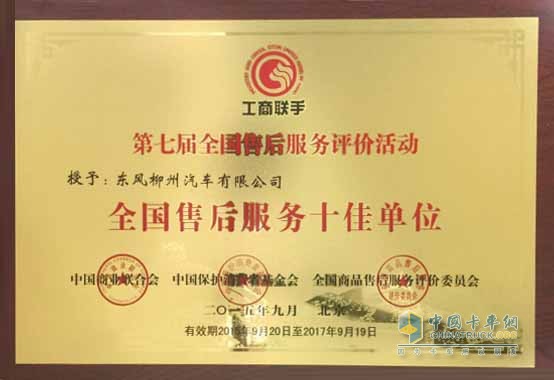 工商联手
第七届全国售后服务评价活动
授予：东风柳州汽车有限公司
全国售后服务十佳单位
中国商业联合会 中国保护消费者基金会 全国商品售后服务评价委员会
二〇一五年九月 北京
有效期2015年9月20日至2017年9月19日
中国卡车网
CHINATRUCK.ORG